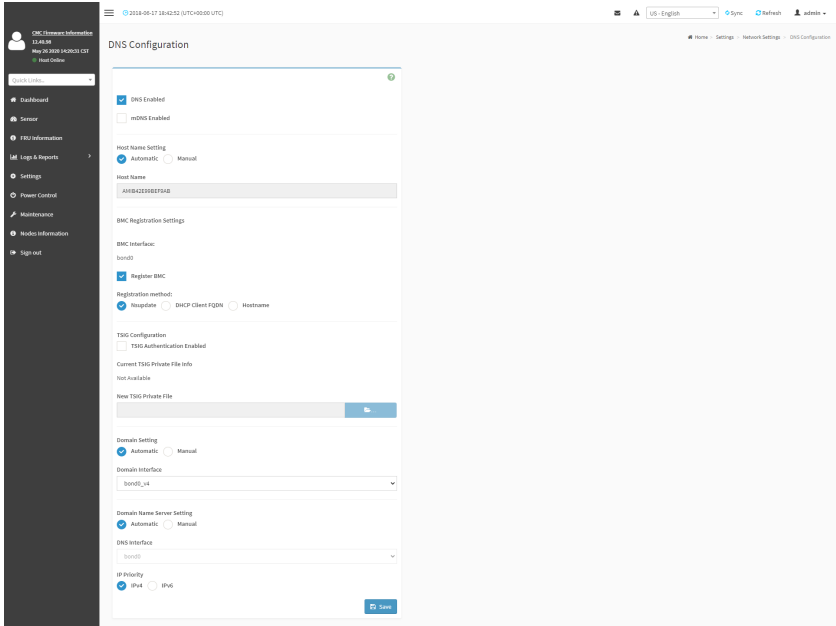 2018-06-17 18:42:52 (UTC+00:00 UTC)
US - English
Sync
Refresh
admin
CMC Firmware Information
12.40.08
May 26 2020 14:20:31 CST
Host Online
Quick Links...
Dashboard
Sensor
FRU Information
Logs & Reports
Settings
Power Control
Maintenance
Nodes Information
Sign out
DNS Configuration
Home > Settings > Network Settings > DNS Configuration
DNS Enabled
mDNS Enabled
Host Name Setting
Automatic Manual
Host Name
AMIB42E99BEF9AB
BMC Registration Settings
BMC Interface:
bond0
Register BMC
Registration method:
Nsupdate DHCP Client FQDN Hostname
TSIG Configuration
TSIG Authentication Enabled
Current TSIG Private File Info
Not Available
New TSIG Private File
Domain Setting
Automatic Manual
Domain Interface
bond0_v4
Domain Name Server Setting
Automatic Manual
DNS Interface
bond0
IP Priority
IPv4 IPv6
Save